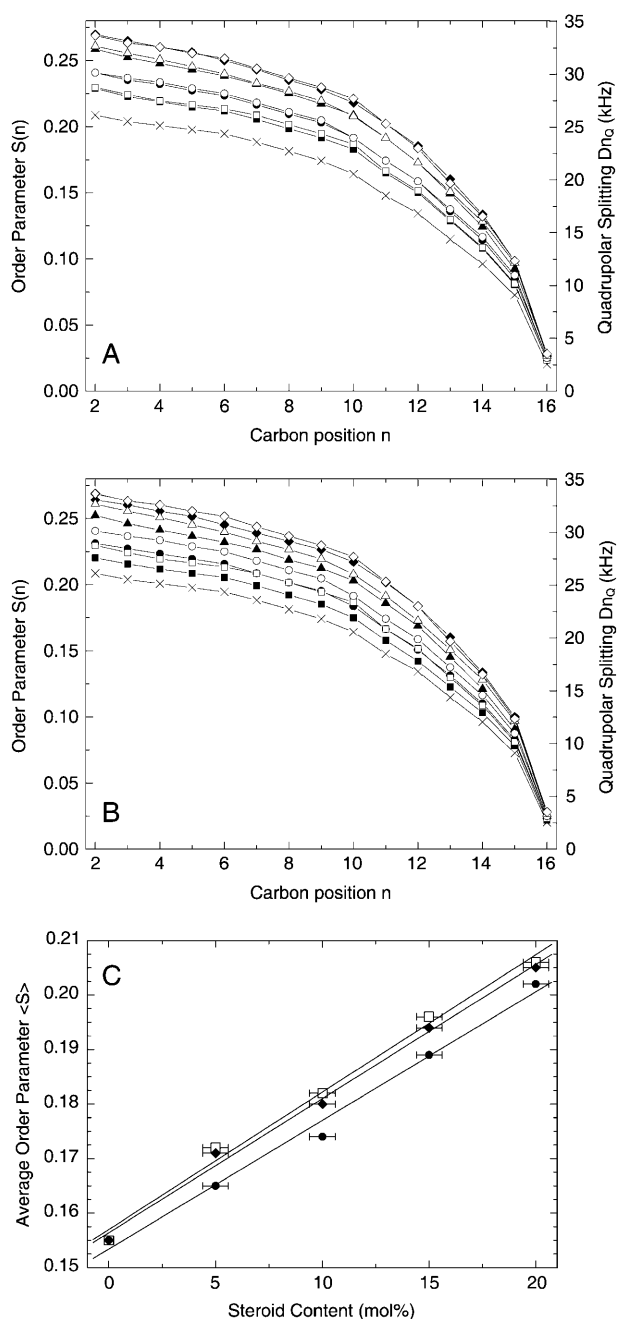 Order Parameter S(n)
0.25
0.20
0.15
0.10
0.05
0.00
A
2 4 6 8 10 12 14 16
Carbon position n
35
30
25
20
15
10
5
0
Quadrupolar Splitting Dn_Q (kHz)
Order Parameter S(n)
0.25
0.20
0.15
0.10
0.05
0.00
B
2 4 6 8 10 12 14 16
Carbon position n
35
30
25
20
15
10
5
0
Quadrupolar Splitting Dn_Q (kHz)
Average Order Parameter <S>
0.21
0.20
0.19
0.18
0.17
0.16
0.15
C
0 5 10 15 20
Steroid Content (mol%)